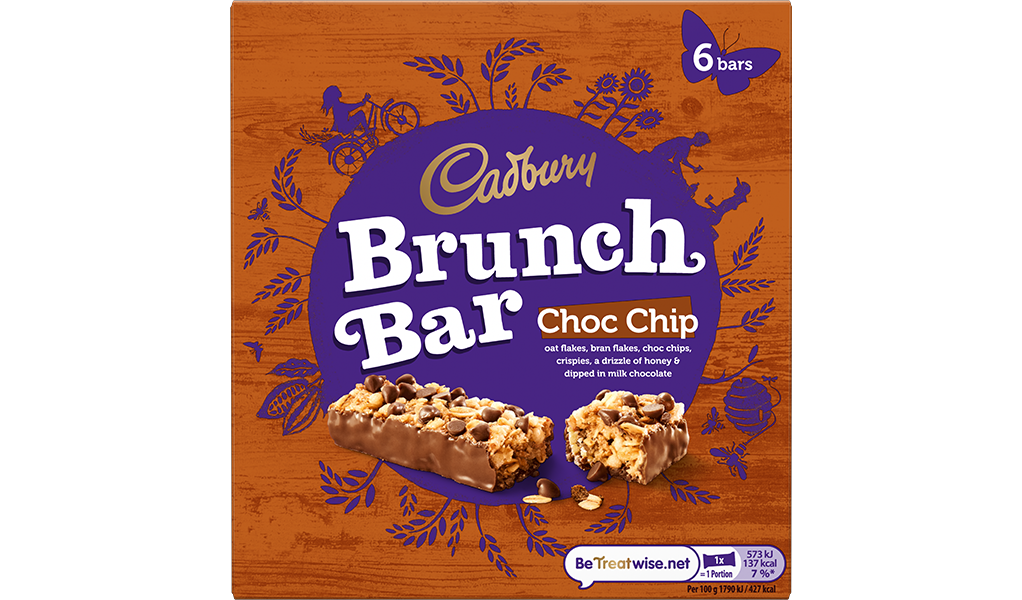 6 bars
Cadbury
Brunch
Bar
Choc Chip
oat flakes, bran flakes, choc chips,
crispies, a drizzle of honey &
dipped in milk chocolate
BeTreatwise.net
1x
= 1 Portion
573 kJ
137 kcal
7 %*
Per 100 g 1790 kJ / 427 kcal